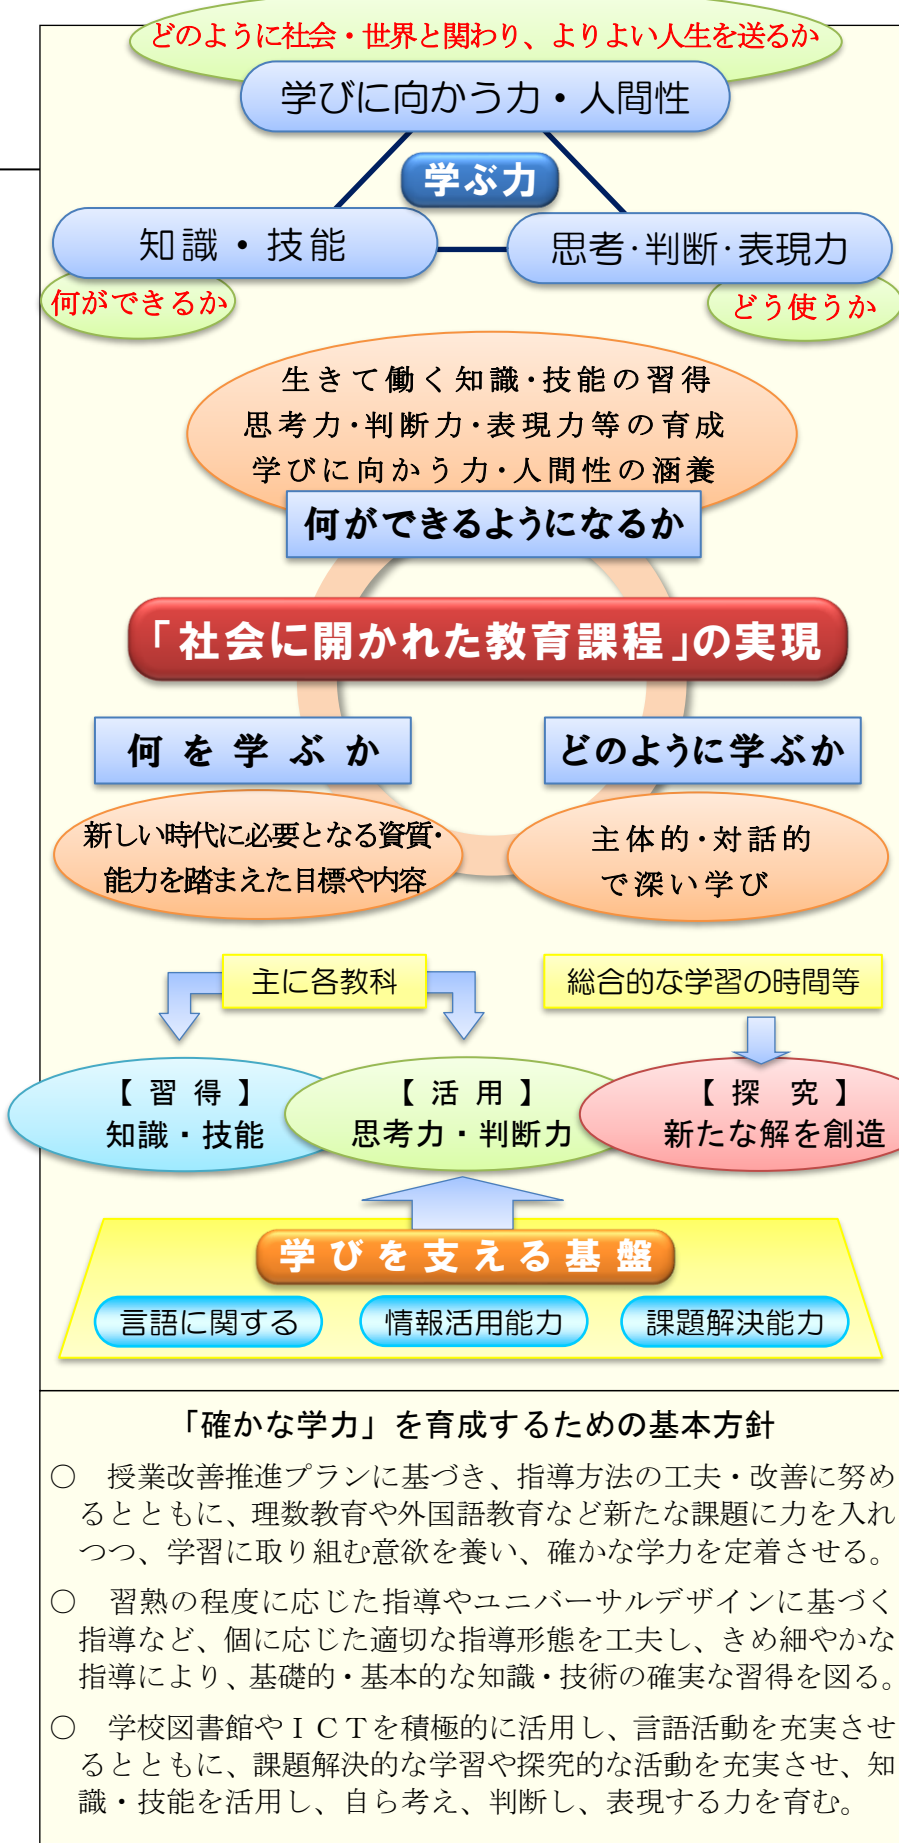 どのように社会・世界と関わり、よりよい人生を送るか
学びに向かう力・人間性
学ぶ力
知識・技能
思考・判断・表現力
何ができるか
どう使うか
生きて働く知識・技能の習得
思考力・判断力・表現力等の育成
学びに向かう力・人間性の涵養
何ができるようになるか
「社会に開かれた教育課程」の実現
何を学ぶか
どのように学ぶか
新しい時代に必要となる資質・
能力を踏まえた目標や内容
主体的・対話的
で深い学び
主に各教科
総合的な学習の時間等
【習得】
知識・技能
【活用】
思考力・判断力
【探　究】
新たな解を創造
学びを支える基盤
言語に関する
情報活用能力
課題解決能力
「確かな学力」を育成するための基本方針
○　授業改善推進プランに基づき、指導方法の工夫・改善に努め
るとともに、理数教育や外国語教育など新たな課題に力を入れ
つつ、学習に取り組む意欲を養い、確かな学力を定着させる。
○　習熟の程度に応じた指導やユニバーサルデザインに基づく
指導など、個に応じた適切な指導形態を工夫し、きめ細やかな
指導により、基礎的・基本的な知識・技術の確実な習得を図る。
○　学校図書館やＩＣＴを積極的に活用し、言語活動を充実させ
るとともに、課題解決的な学習や探究的な活動を充実させ、知
識・技能を活用し、自ら考え、判断し、表現する力を育む。